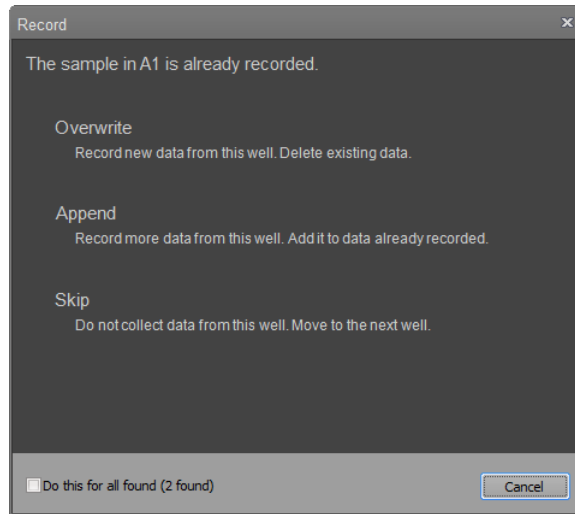 Record
The sample in A1 is already recorded.
Overwrite
Record new data from this well. Delete existing data.
Append
Record more data from this well. Add it to data already recorded.
Skip
Do not collect data from this well. Move to the next well.
Do this for all found (2 found)
Cancel